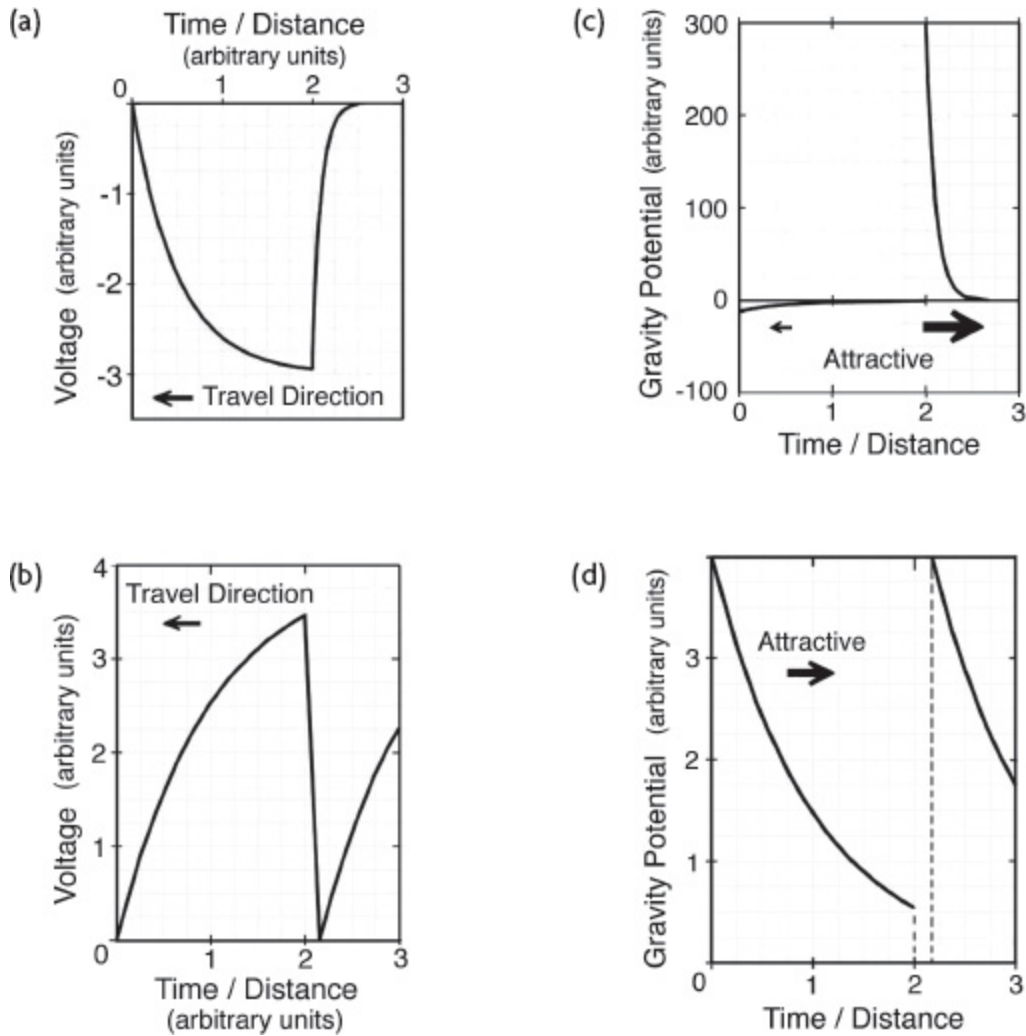 (a)
Time / Distance
(arbitrary units)
0 1 2 3
Voltage (arbitrary units)
-1
-2
-3
Travel Direction
(c)
Gravity Potential (arbitrary units)
300
200
100
0
-100
Attractive
0 1 2 3
Time / Distance
(b)
Voltage (arbitrary units)
4
3
2
1
0
Travel Direction
1 2 3
Time / Distance
(arbitrary units)
(d)
Gravity Potential (arbitrary units)
3
2
1
Attractive
0 1 2 3
Time / Distance